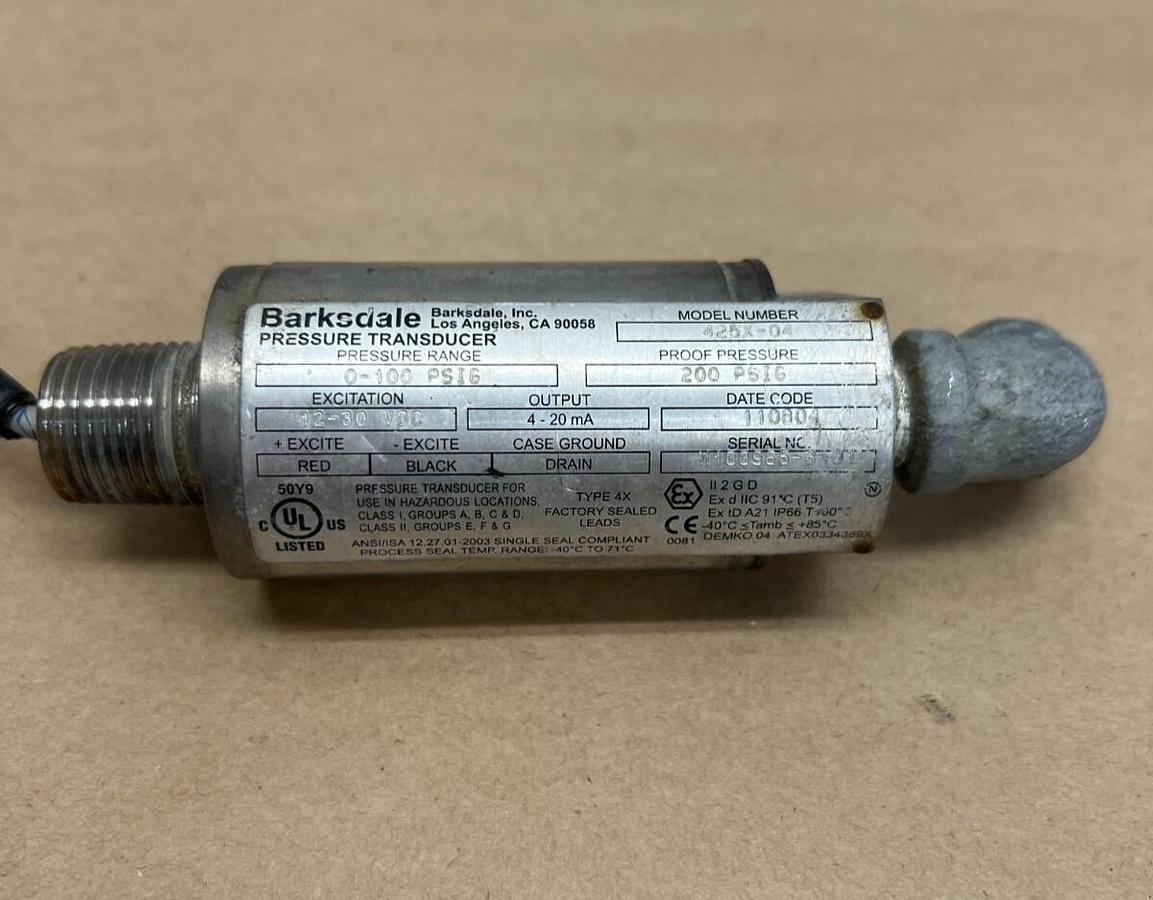 Barksdale Barksdale, Inc.
Los Angeles, CA 90058
PRESSURE TRANSDUCER
MODEL NUMBER
425X-04
PRESSURE RANGE
0-100 PSIG
PROOF PRESSURE
200 PSIG
EXCITATION
12-30 VDC
OUTPUT
4 - 20 mA
DATE CODE
110804
+ EXCITE
RED
- EXCITE
BLACK
CASE GROUND
DRAIN
SERIAL NO.
50Y9
C UL US
LISTED
PRESSURE TRANSDUCER FOR
USE IN HAZARDOUS LOCATIONS,
CLASS I, GROUPS A, B, C & D,
CLASS II, GROUPS E, F & G
TYPE 4X
FACTORY SEALED
LEADS
ANSI/ISA 12.27.01-2003 SINGLE SEAL COMPLIANT
PROCESS SEAL TEMP. RANGE: -40°C TO 71°C
Ex
CE
0081
II 2 G D
Ex d IIC 91°C (T5)
Ex tD A21 IP66 T100°C
-40°C ≤Tamb ≤ +85°C
DEMKO 04 ATEX0334389X
N